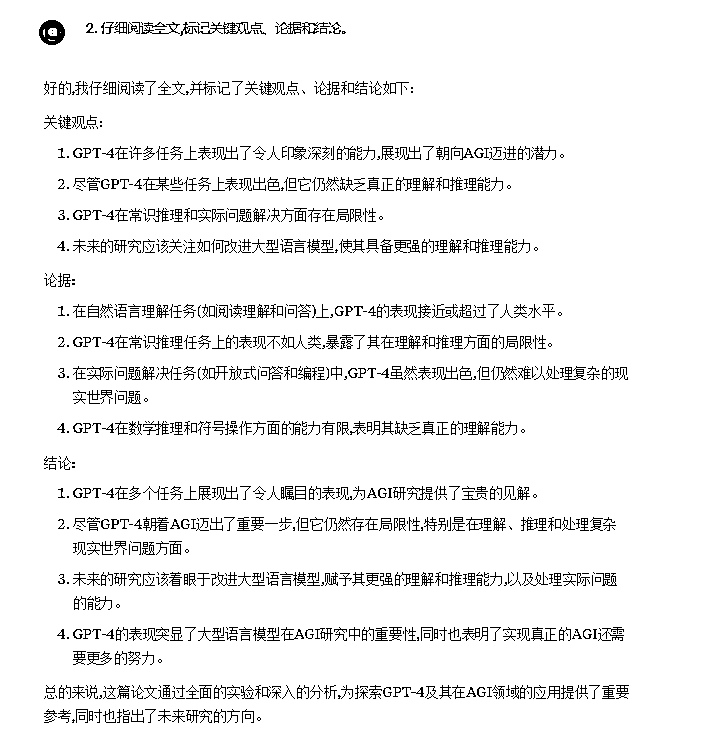 2. 仔细阅读全文,标记关键观点、论据和结论。
好的,我仔细阅读了全文,并标记了关键观点、论据和结论如下:
关键观点:
1. GPT-4在许多任务上表现出了令人印象深刻的能力,展现出了朝向AGI迈进的潜力。
2. 尽管GPT-4在某些任务上表现出色,但它仍然缺乏真正的理解和推理能力。
3. GPT-4在常识推理和实际问题解决方面存在局限性。
4. 未来的研究应该关注如何改进大型语言模型,使其具备更强的理解和推理能力。
论据:
1. 在自然语言理解任务(如阅读理解和问答)上,GPT-4的表现接近或超过了人类水平。
2. GPT-4在常识推理任务上的表现不如人类,暴露了其在理解和推理方面的局限性。
3. 在实际问题解决任务(如开放式问答和编程)中,GPT-4虽然表现出色,但仍然难以处理复杂的现
实世界问题。
4. GPT-4在数学推理和符号操作方面的能力有限,表明其缺乏真正的理解能力。
结论:
1. GPT-4在多个任务上展现出了令人瞩目的表现,为AGI研究提供了宝贵的见解。
2. 尽管GPT-4朝着AGI迈出了重要一步,但它仍然存在局限性,特别是在理解、推理和处理复杂
现实世界问题方面。
3. 未来的研究应该着眼于改进大型语言模型,赋予其更强的理解和推理能力,以及处理实际问题
的能力。
4. GPT-4的表现突显了大型语言模型在AGI研究中的重要性,同时也表明了实现真正的AGI还需
要更多的努力。
总的来说,这篇论文通过全面的实验和深入的分析,为探索GPT-4及其在AGI领域的应用提供了重要
参考,同时也指出了未来研究的方向。